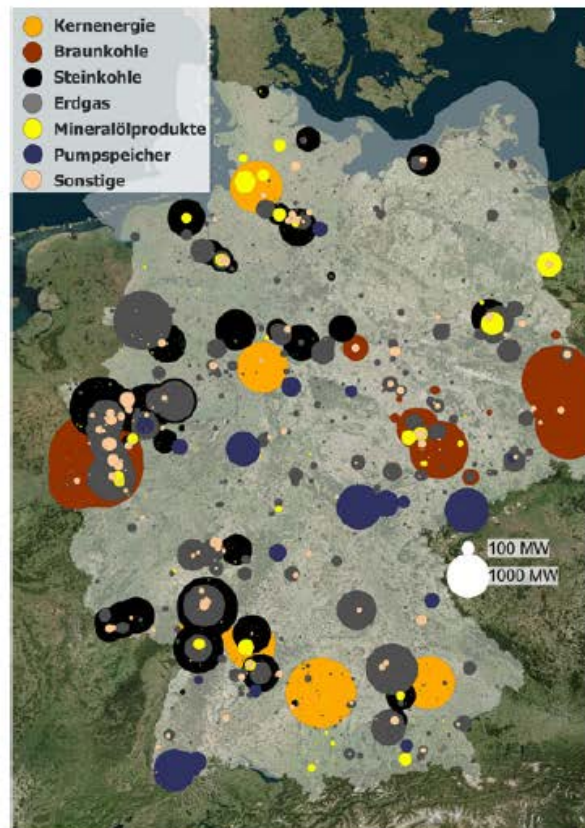 Kernenergie
Braunkohle
Steinkohle
Erdgas
Mineralölprodukte
Pumpspeicher
Sonstige
100 MW
1000 MW